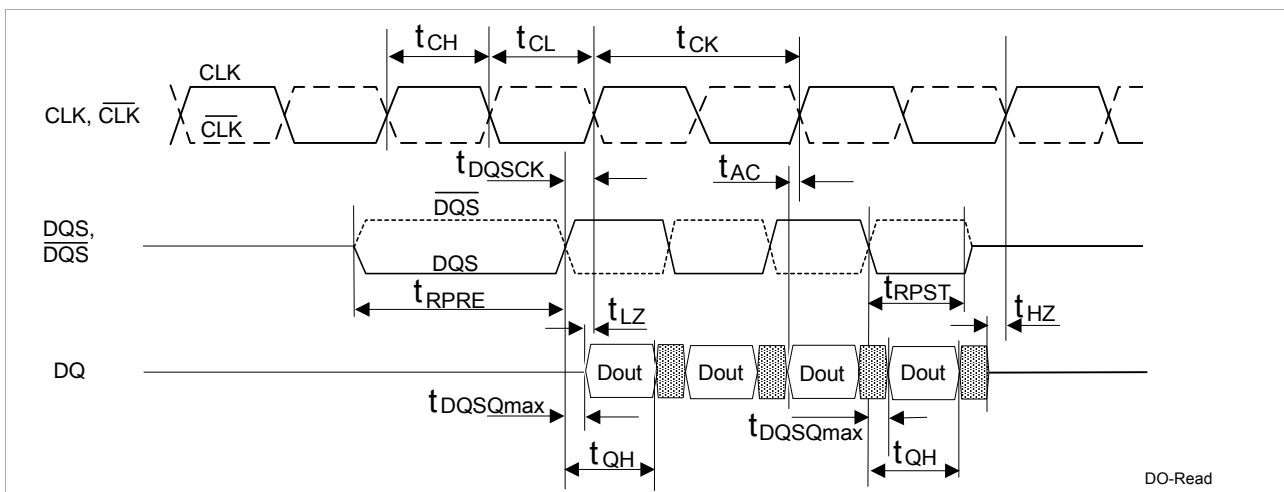 tCH
tCL
tCK
CLK
CLK, CLK
CLK
tDQSCK
tAC
DQS
DQS,
DQS
DQS
tRPRE
tLZ
tRPST
tHZ
DQ
Dout
Dout
Dout
Dout
tDQSQmax
tDQSQmax
tQH
tQH
DO-Read